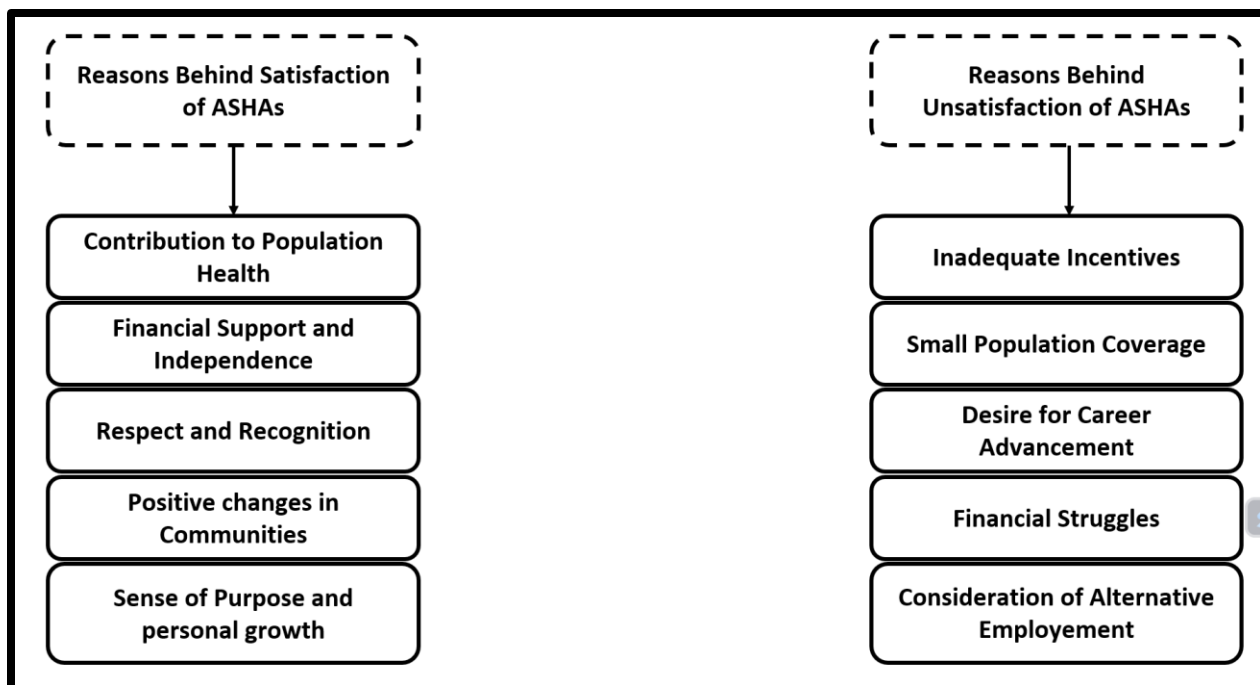 Reasons Behind Satisfaction
of ASHAs
Contribution to Population
Health
Financial Support and
Independence
Respect and Recognition
Positive changes in
Communities
Sense of Purpose and
personal growth
Reasons Behind
Unsatisfaction of ASHAs
Inadequate Incentives
Small Population Coverage
Desire for Career
Advancement
Financial Struggles
Consideration of Alternative
Employement